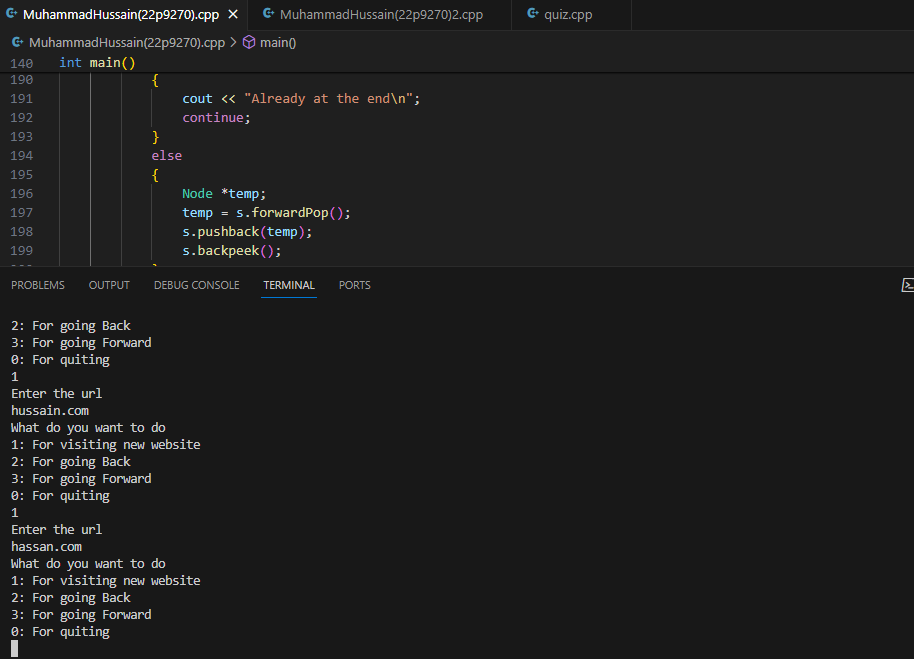 MuhammadHussain(22p9270).cpp MuhammadHussain(22p9270)2.cpp quiz.cpp
MuhammadHussain(22p9270).cpp > main()
140 int main()
190 {
191 cout << "Already at the end\n";
192 continue;
193 }
194 else
195 {
196 Node *temp;
197 temp = s.forwardPop();
198 s.pushback(temp);
199 s.backpeek();
PROBLEMS OUTPUT DEBUG CONSOLE TERMINAL PORTS
2: For going Back
3: For going Forward
0: For quiting
1
Enter the url
hussain.com
What do you want to do
1: For visiting new website
2: For going Back
3: For going Forward
0: For quiting
1
Enter the url
hassan.com
What do you want to do
1: For visiting new website
2: For going Back
3: For going Forward
0: For quiting